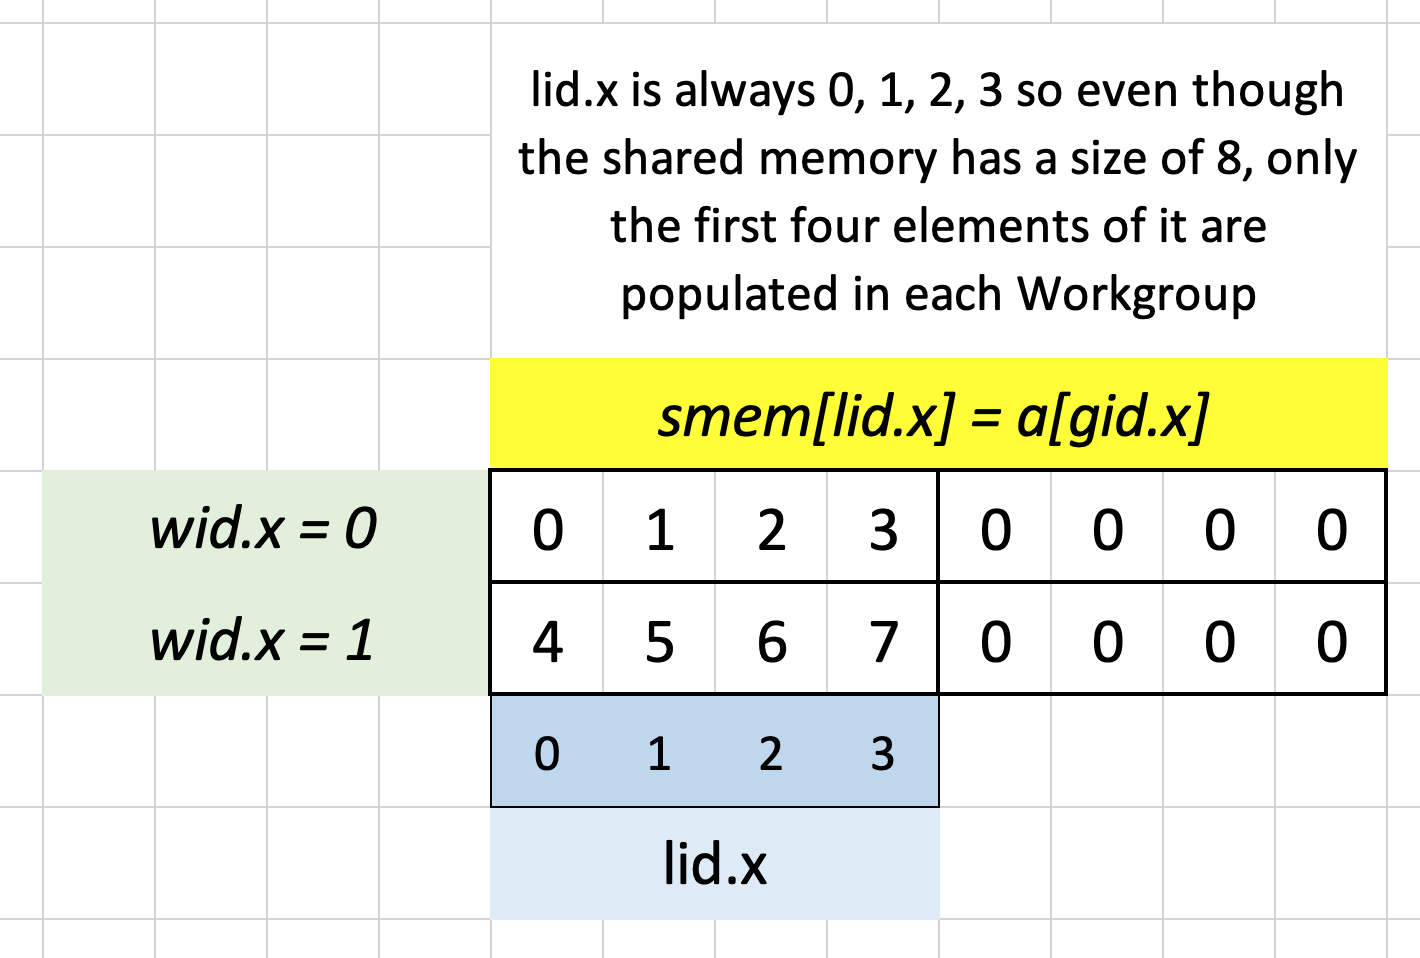 lid.x is always 0, 1, 2, 3 so even though
the shared memory has a size of 8, only
the first four elements of it are
populated in each Workgroup
smem[lid.x] = a[gid.x]
wid.x = 0 0 1 2 3 0 0 0 0
wid.x = 1 4 5 6 7 0 0 0 0
0 1 2 3
lid.x